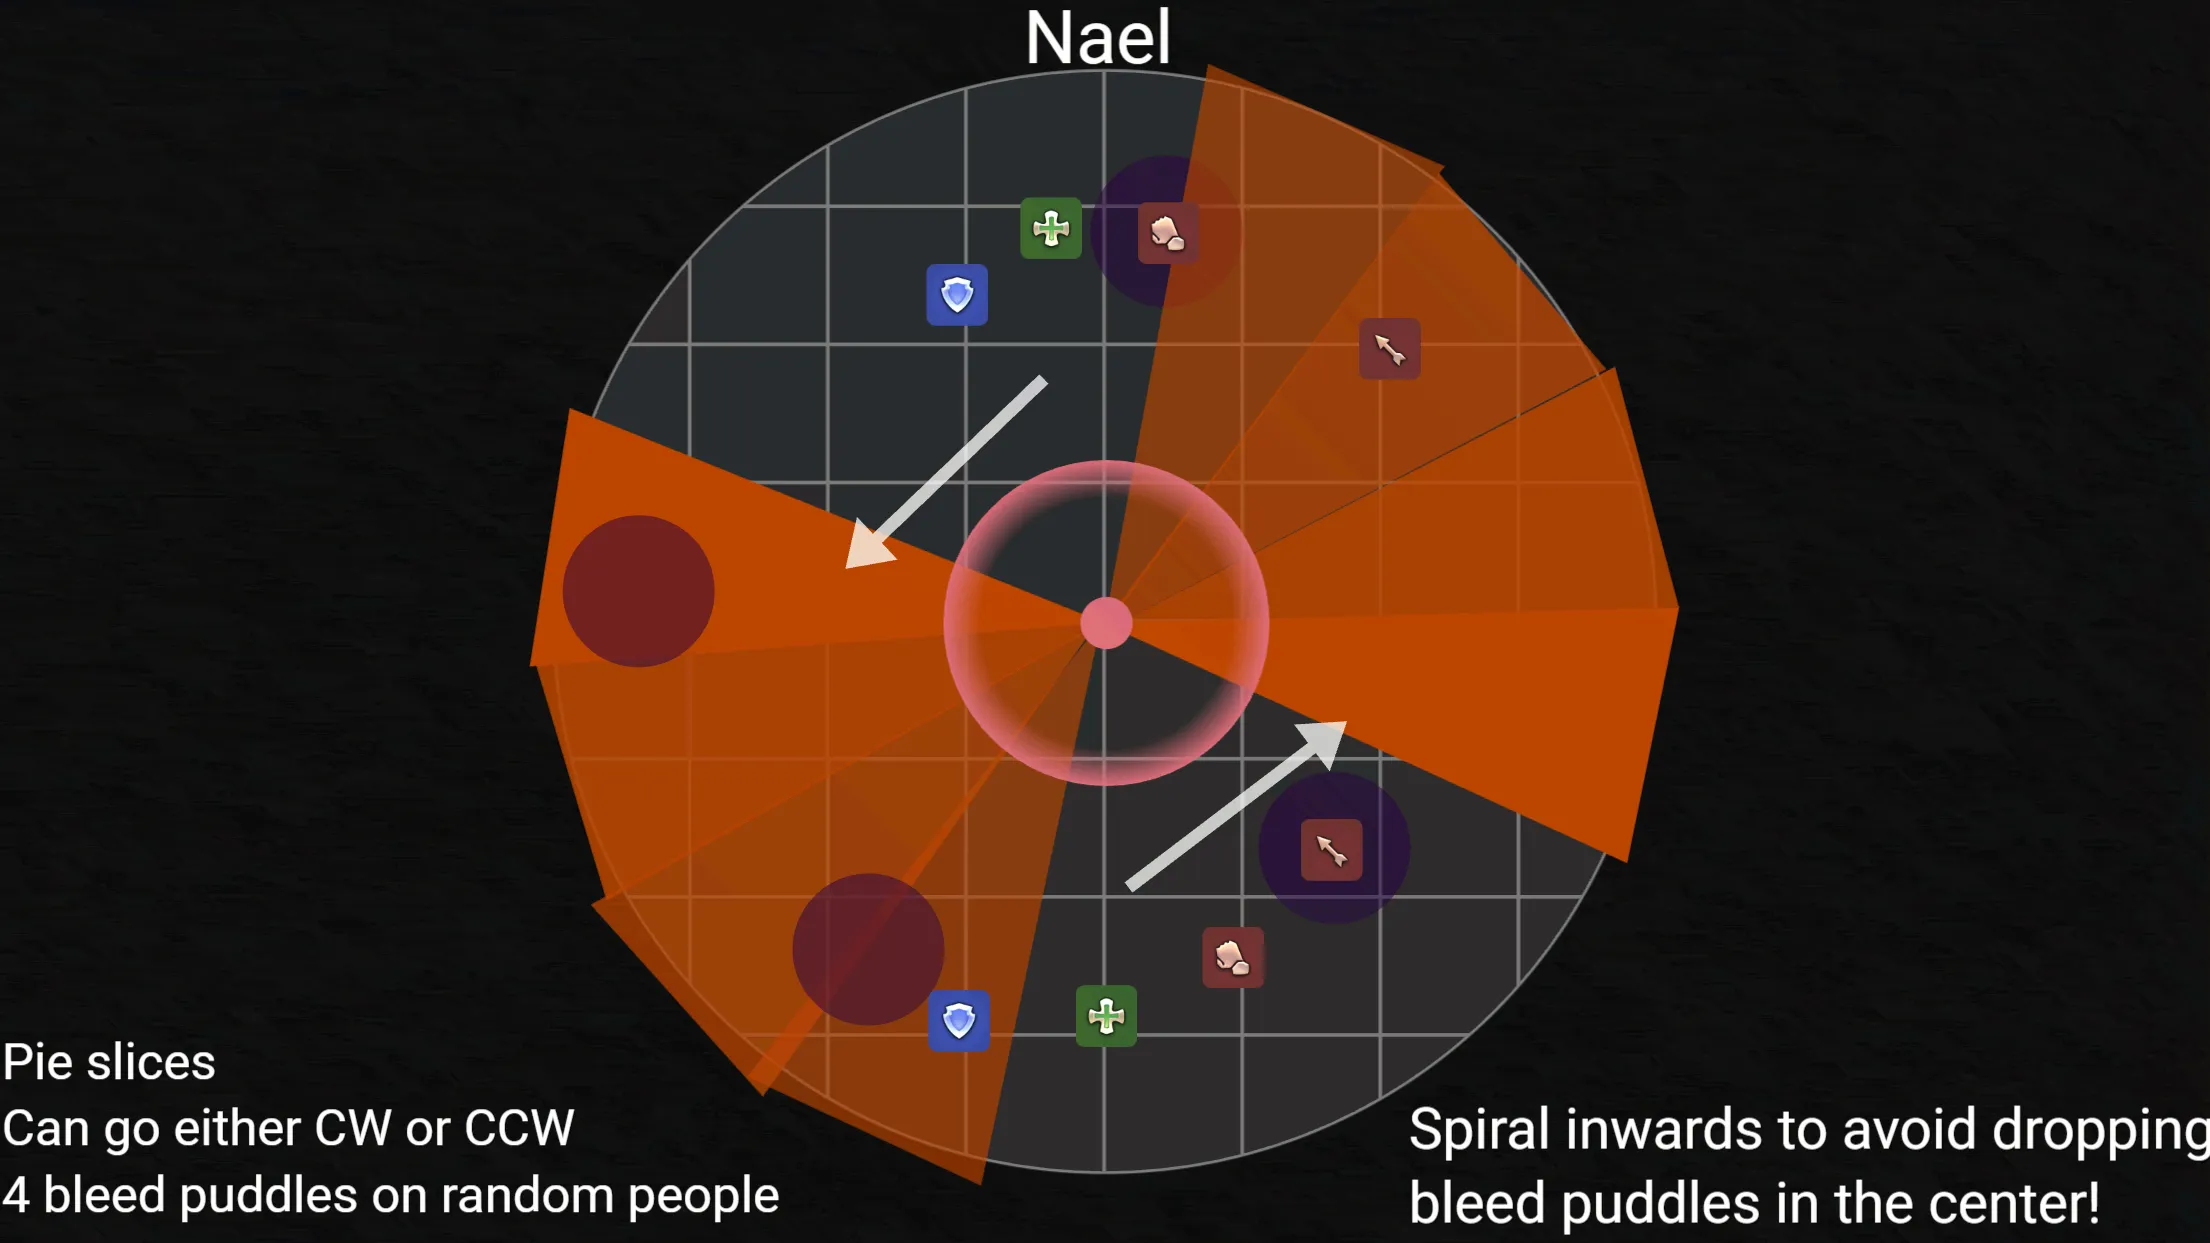 Nael
Pie slices
Can go either CW or CCW
4 bleed puddles on random people
Spiral inwards to avoid dropping
bleed puddles in the center!